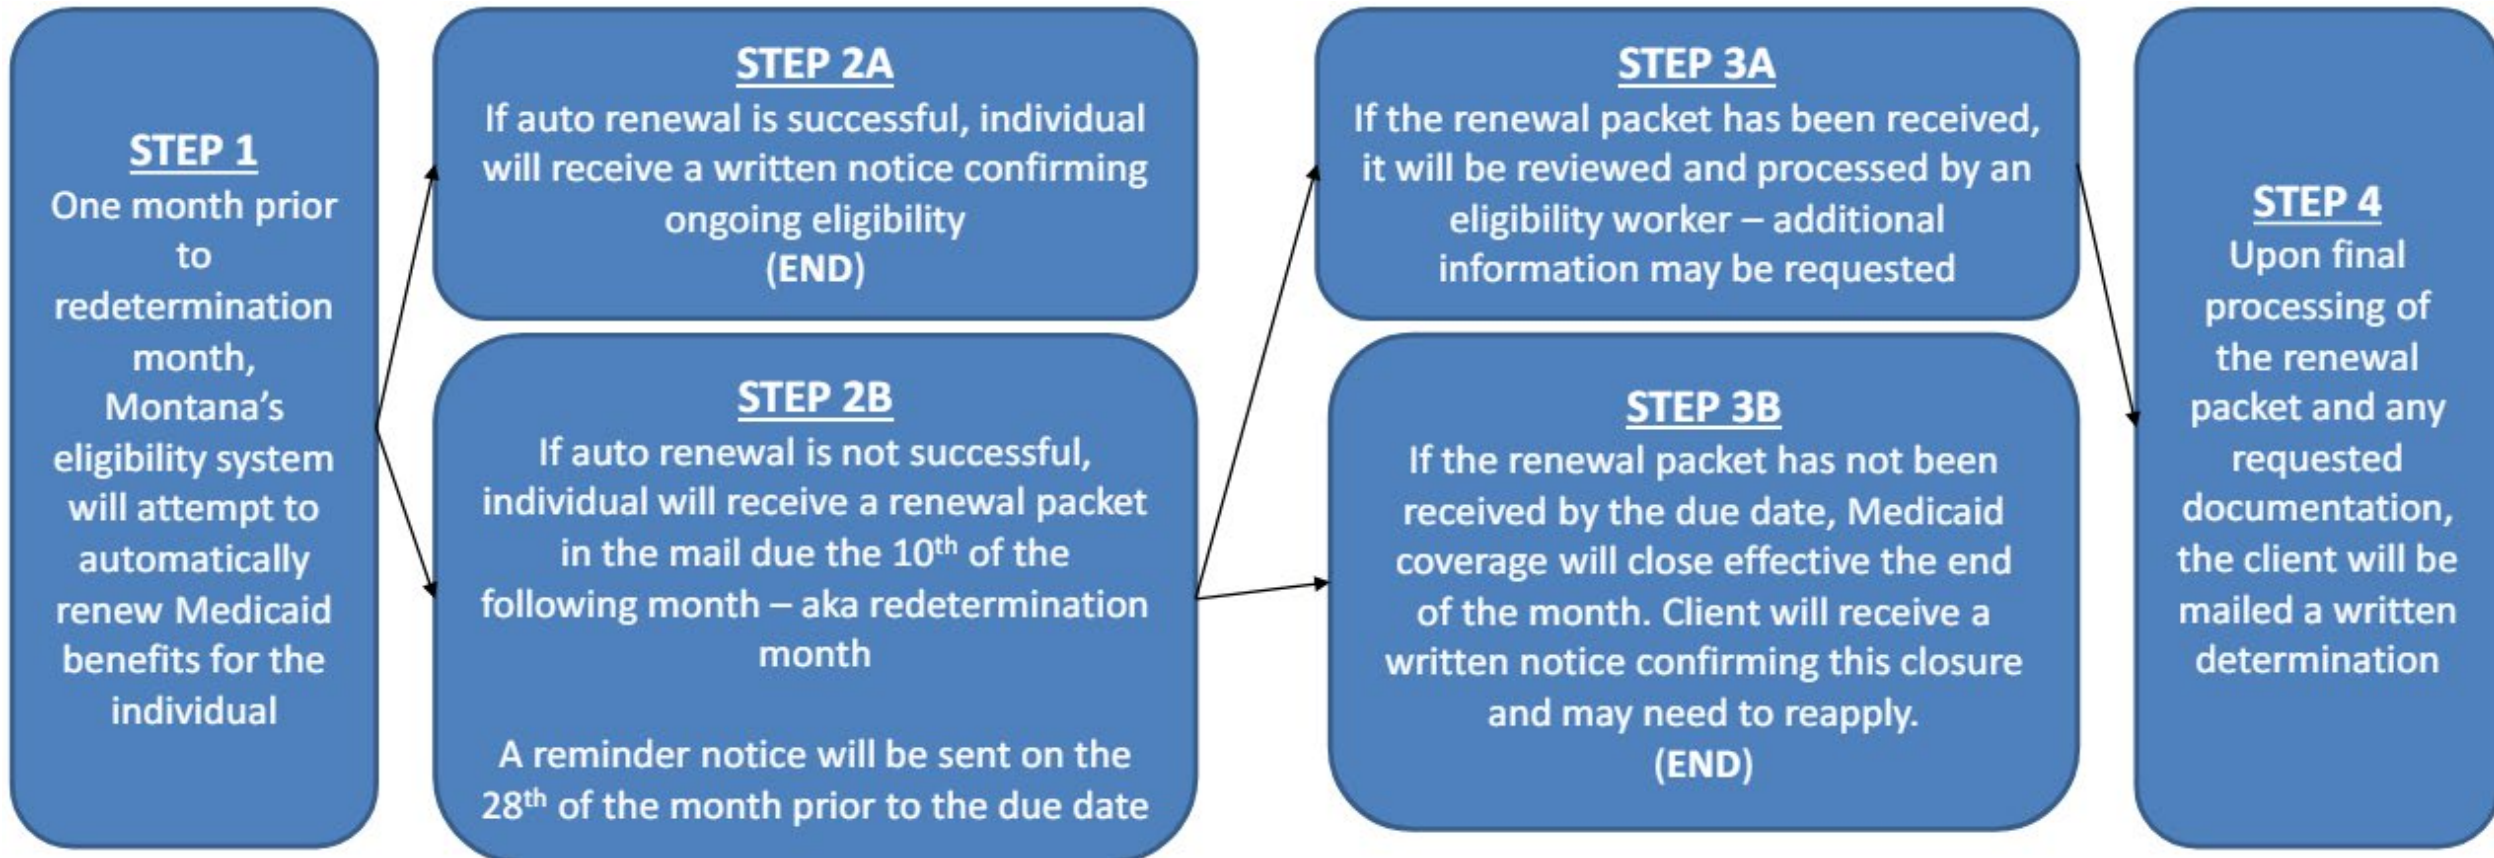 STEP 1
One month prior
to
redetermination
month,
Montana’s
eligibility system
will attempt to
automatically
renew Medicaid
benefits for the
individual
STEP 2A
If auto renewal is successful, individual
will receive a written notice confirming
ongoing eligibility
(END)
STEP 2B
If auto renewal is not successful,
individual will receive a renewal packet
in the mail due the 10th of the
following month – aka redetermination
month
A reminder notice will be sent on the
28th of the month prior to the due date
STEP 3A
If the renewal packet has been received,
it will be reviewed and processed by an
eligibility worker – additional
information may be requested
STEP 3B
If the renewal packet has not been
received by the due date, Medicaid
coverage will close effective the end
of the month. Client will receive a
written notice confirming this closure
and may need to reapply.
(END)
STEP 4
Upon final
processing of
the renewal
packet and any
requested
documentation,
the client will be
mailed a written
determination